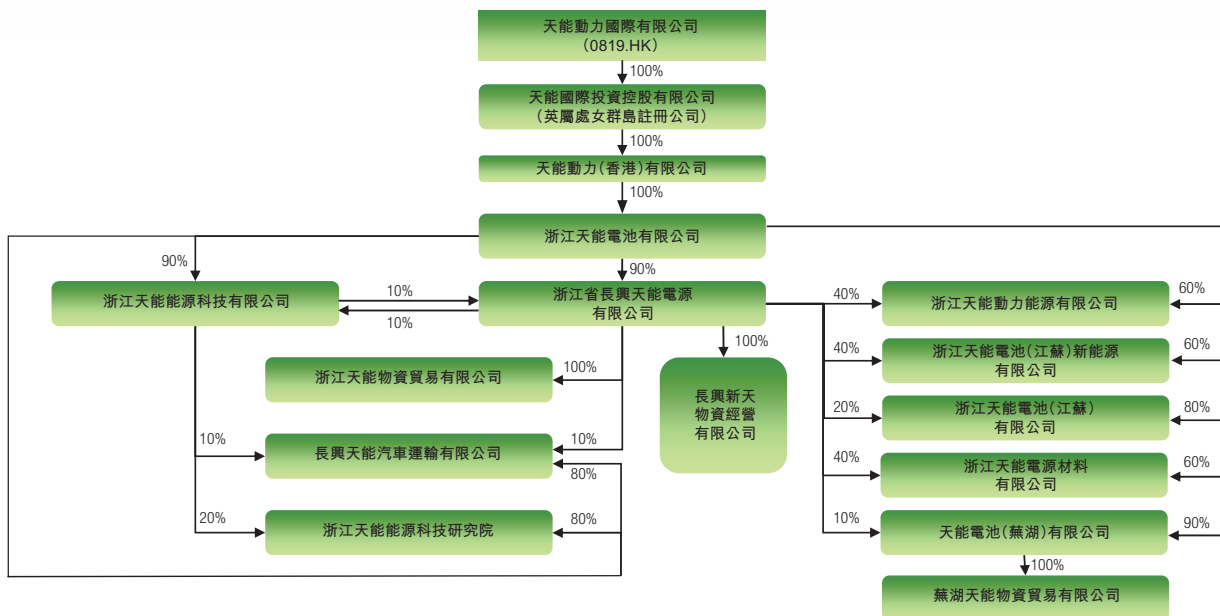 天能動力國際有限公司
(0819.HK)
100%
天能國際投資控股有限公司
(英屬處女群島註冊公司)
100%
天能動力(香港)有限公司
100%
浙江天能電池有限公司
90%
90%
浙江天能能源科技有限公司
10%
10%
浙江省長興天能電源
有限公司
40%
浙江天能動力能源有限公司
60%
100%
40%
浙江天能電池(江蘇)新能源
有限公司
60%
浙江天能物資貿易有限公司
100%
長興新天
物資經營
有限公司
20%
浙江天能電池(江蘇)
有限公司
80%
10%
長興天能汽車運輸有限公司
10%
80%
40%
浙江天能電源材料
有限公司
60%
20%
浙江天能能源科技研究院
80%
10%
天能電池(蕪湖)有限公司
90%
100%
蕪湖天能物資貿易有限公司